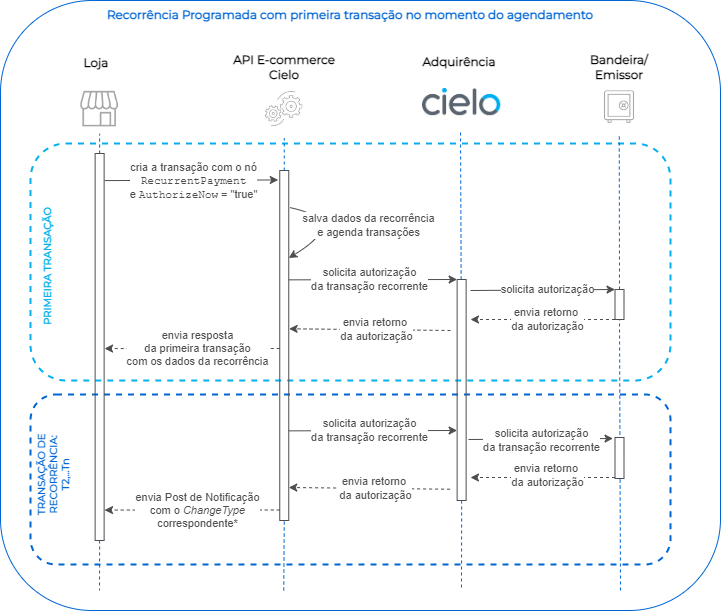 Recorrência Programada com primeira transação no momento do agendamento
Loja
API E-commerce
Cielo
Adquirência
cielo
Bandeira/
Emissor
PRIMEIRA TRANSAÇÃO
cria a transação com o nó
RecurrentPayment
e AuthorizeNow = "true"
salva dados da recorrência
e agenda transações
solicita autorização
da transação recorrente
solicita autorização
envia retorno
da autorização
envia retorno
da autorização
envia resposta
da primeira transação
com os dados da recorrência
TRANSAÇÃO DE
RECORRÊNCIA:
T2,..Tn
solicita autorização
da transação recorrente
solicita autorização
da transação recorrente
envia retorno
da autorização
envia retorno
da autorização
envia Post de Notificação
com o ChangeType
correspondente*